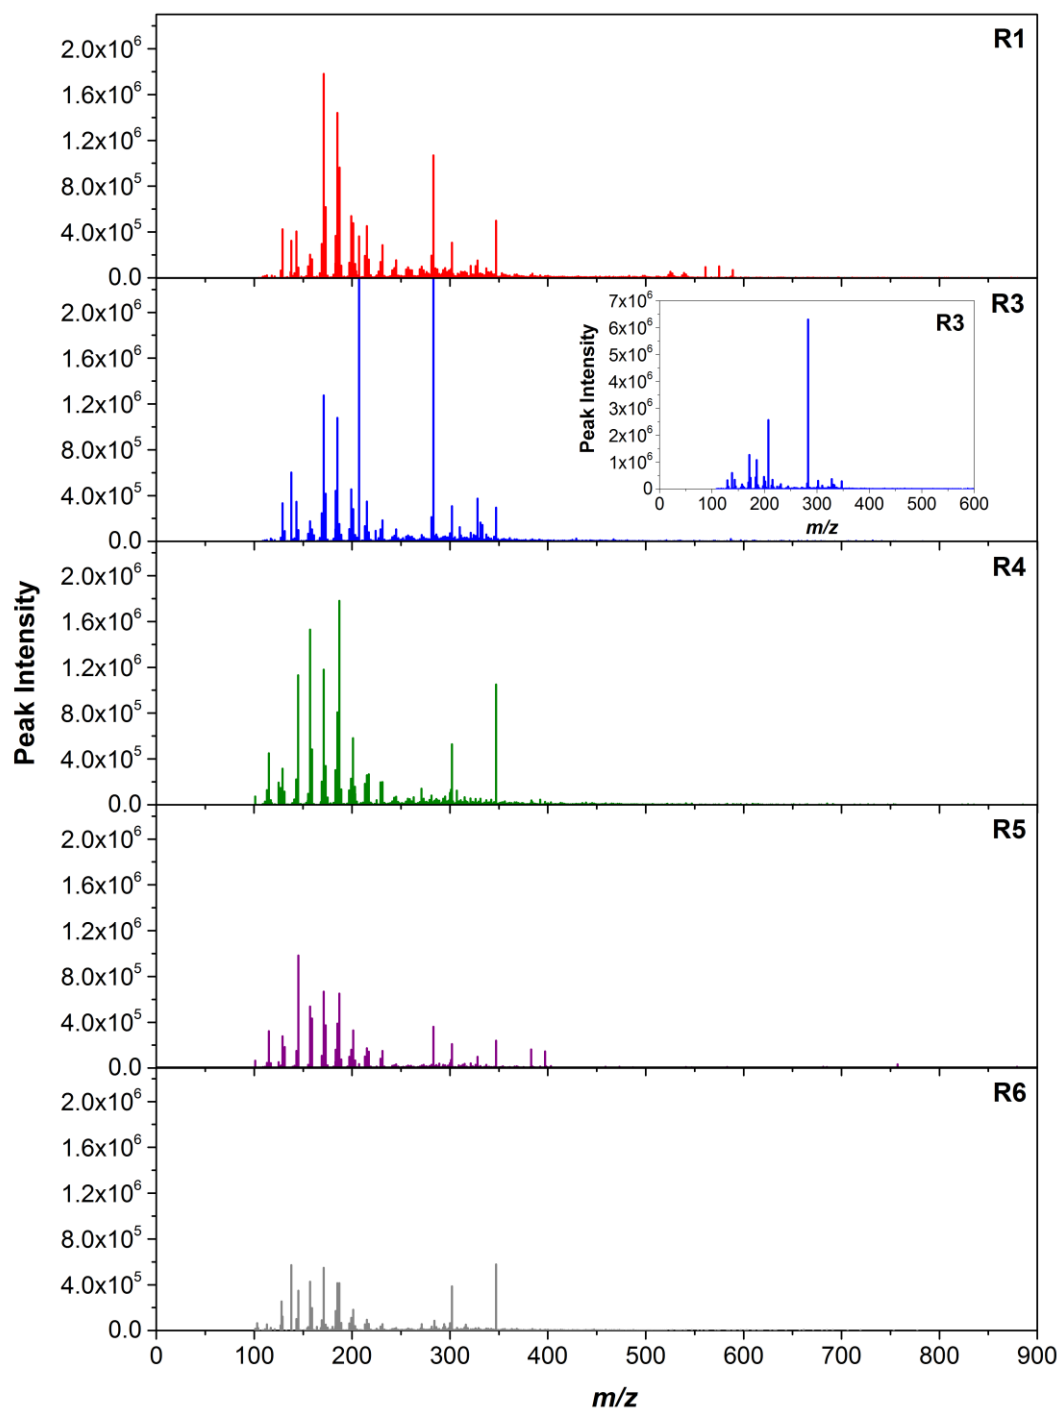 R1
2.0x10⁶
1.6x10⁶
1.2x10⁶
8.0x10⁵
4.0x10⁵
0.0
R3
2.0x10⁶
1.6x10⁶
1.2x10⁶
8.0x10⁵
4.0x10⁵
0.0
R3
Peak Intensity
7x10⁶
6x10⁶
5x10⁶
4x10⁶
3x10⁶
2x10⁶
1x10⁶
0
0 100 200 300 400 500 600
m/z
R4
2.0x10⁶
1.6x10⁶
1.2x10⁶
8.0x10⁵
4.0x10⁵
0.0
Peak Intensity
R5
2.0x10⁶
1.6x10⁶
1.2x10⁶
8.0x10⁵
4.0x10⁵
0.0
R6
2.0x10⁶
1.6x10⁶
1.2x10⁶
8.0x10⁵
4.0x10⁵
0.0
0 100 200 300 400 500 600 700 800 900
m/z